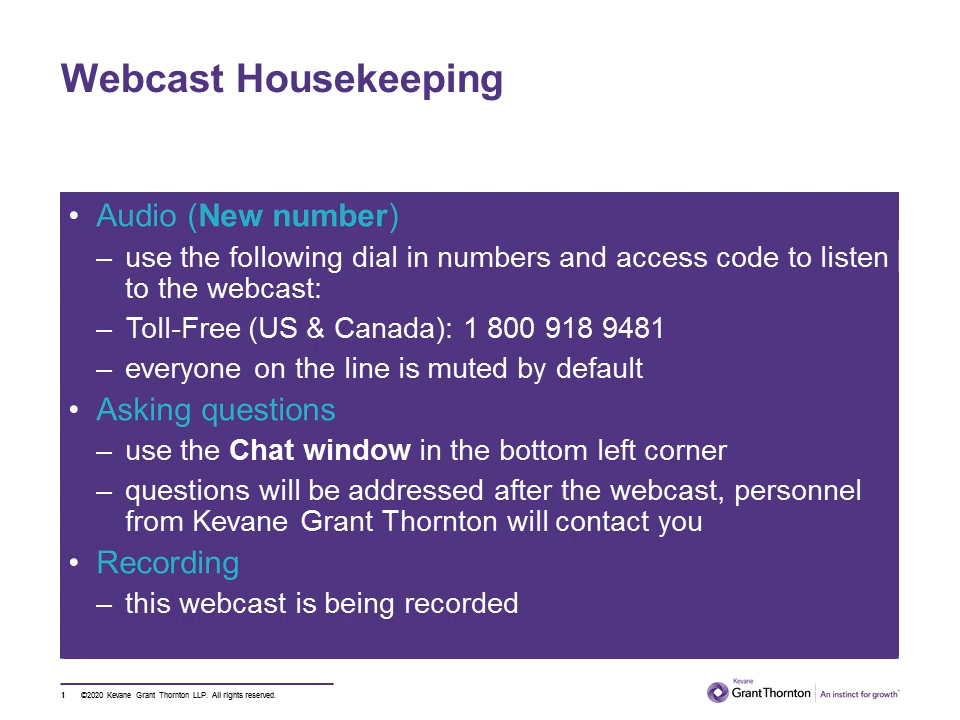 Webcast Housekeeping
• Audio (New number)
– use the following dial in numbers and access code to listen
to the webcast:
– Toll-Free (US & Canada): 1 800 918 9481
– everyone on the line is muted by default
• Asking questions
– use the Chat window in the bottom left corner
– questions will be addressed after the webcast, personnel
from Kevane Grant Thornton will contact you
• Recording
– this webcast is being recorded
1 ©2020 Kevane Grant Thornton LLP. All rights reserved.
Kevane
GrantThornton An instinct for growth™